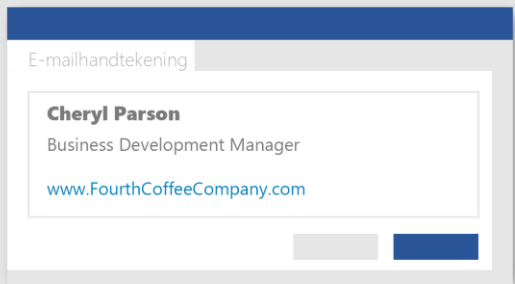 E-mailhandtekening
Cheryl Parson
Business Development Manager
www.FourthCoffeeCompany.com